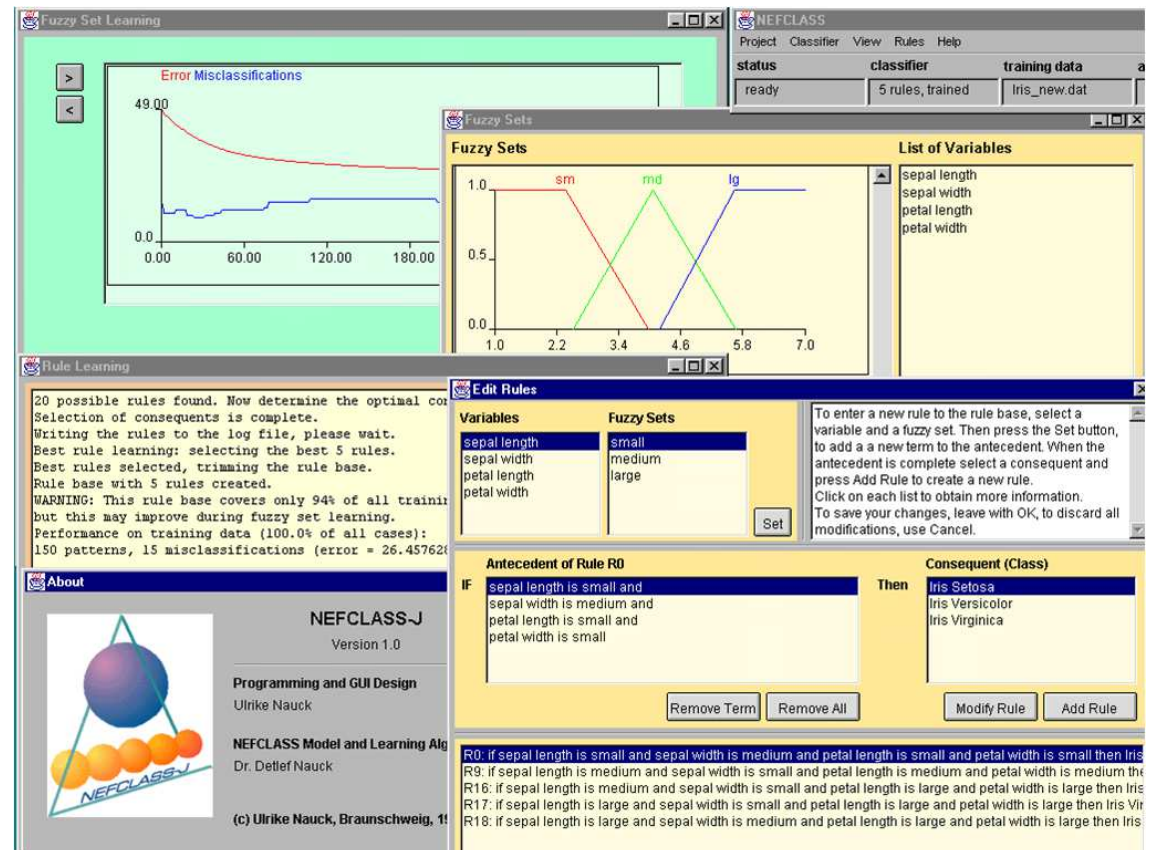 Fuzzy Set Learning
>
<
Error Misclassifications
49.00
0.0
0.00 60.00 120.00 180.00
NEFCLASS
Project Classifier View Rules Help
status classifier training data a
ready 5 rules, trained Iris_new.dat
Fuzzy Sets
Fuzzy Sets
1.0
sm md lg
0.5
0.0
1.0 2.2 3.4 4.6 5.8 7.0
List of Variables
sepal length
sepal width
petal length
petal width
Rule Learning
20 possible rules found. Now determine the optimal con
Selection of consequents is complete.
Writing the rules to the log file, please wait.
Best rule learning: selecting the best 5 rules.
Best rules selected, trimming the rule base.
Rule base with 5 rules created.
WARNING: This rule base covers only 94% of all trainin
but this may improve during fuzzy set learning.
Performance on training data (100.0% of all cases):
150 patterns, 15 misclassifications (error = 26.457628
Edit Rules
Variables
sepal length
sepal width
petal length
petal width
Fuzzy Sets
small
medium
large
Set
To enter a new rule to the rule base, select a
variable and a fuzzy set. Then press the Set button,
to add a a new term to the antecedent. When the
antecedent is complete select a consequent and
press Add Rule to create a new rule.
Click on each list to obtain more information.
To save your changes, leave with OK, to discard all
modifications, use Cancel.
Antecedent of Rule R0
IF
sepal length is small and
sepal width is medium and
petal length is small and
petal width is small
Consequent (Class)
Then
Iris Setosa
Iris Versicolor
Iris Virginica
Remove Term Remove All Modify Rule Add Rule
R0: if sepal length is small and sepal width is medium and petal length is small and petal width is small then Iris
R9: if sepal length is medium and sepal width is small and petal length is medium and petal width is medium the
R16: if sepal length is medium and sepal width is small and petal length is large and petal width is large then Iris
R17: if sepal length is large and sepal width is small and petal length is large and petal width is large then Iris Vir
R18: if sepal length is large and sepal width is medium and petal length is large and petal width is large then Iris
About
NEFCLASS-J
NEFCLASS-J
Version 1.0
Programming and GUI Design
Ulrike Nauck
NEFCLASS Model and Learning Alg
Dr. Detlef Nauck
(c) Ulrike Nauck, Braunschweig, 19